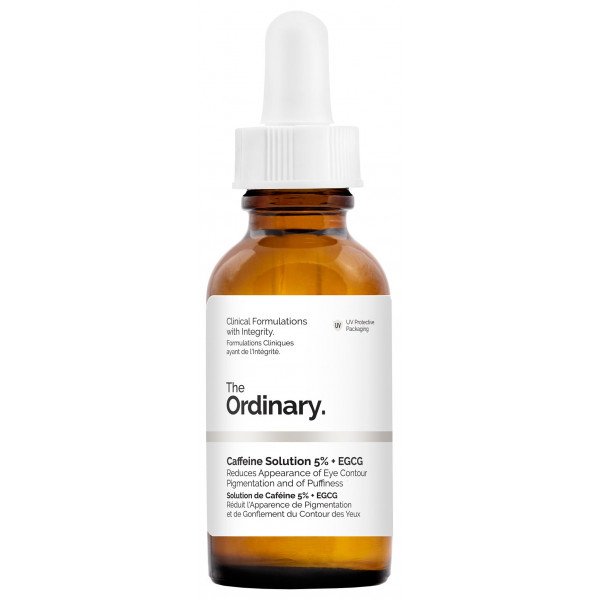 Clinical Formulations
with Integrity.
Formulations Cliniques
ayant de l'Intégrité.
UV
UV Protective
Packaging
The
Ordinary.
Caffeine Solution 5% + EGCG
Reduces Appearance of Eye Contour
Pigmentation and of Puffiness
Solution de Caféine 5% + EGCG
Réduit l'Apparence de Pigmentation
et de Gonflement du Contour des Yeux